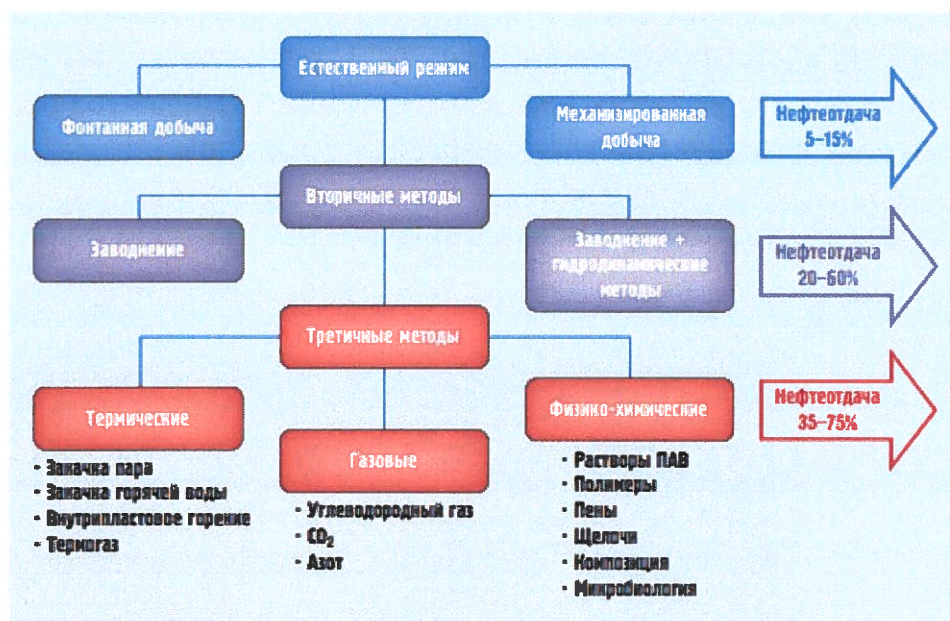 Естественный режим
Фонтанная добыча
Механизированная
добыча
Нефтеотдача
5–15%
Вторичные методы
Заводнение
Заводнение +
гидродинамические
методы
Нефтеотдача
20–60%
Третичные методы
Термические
- Закачка пара
- Закачка горячей воды
- Внутрипластовое горение
- Термогаз
Газовые
- Углеводородный газ
- CO₂
- Азот
Физико-химические
- Растворы ПАВ
- Полимеры
- Пены
- Щелочи
- Композиция
- Микробиология
Нефтеотдача
35–75%